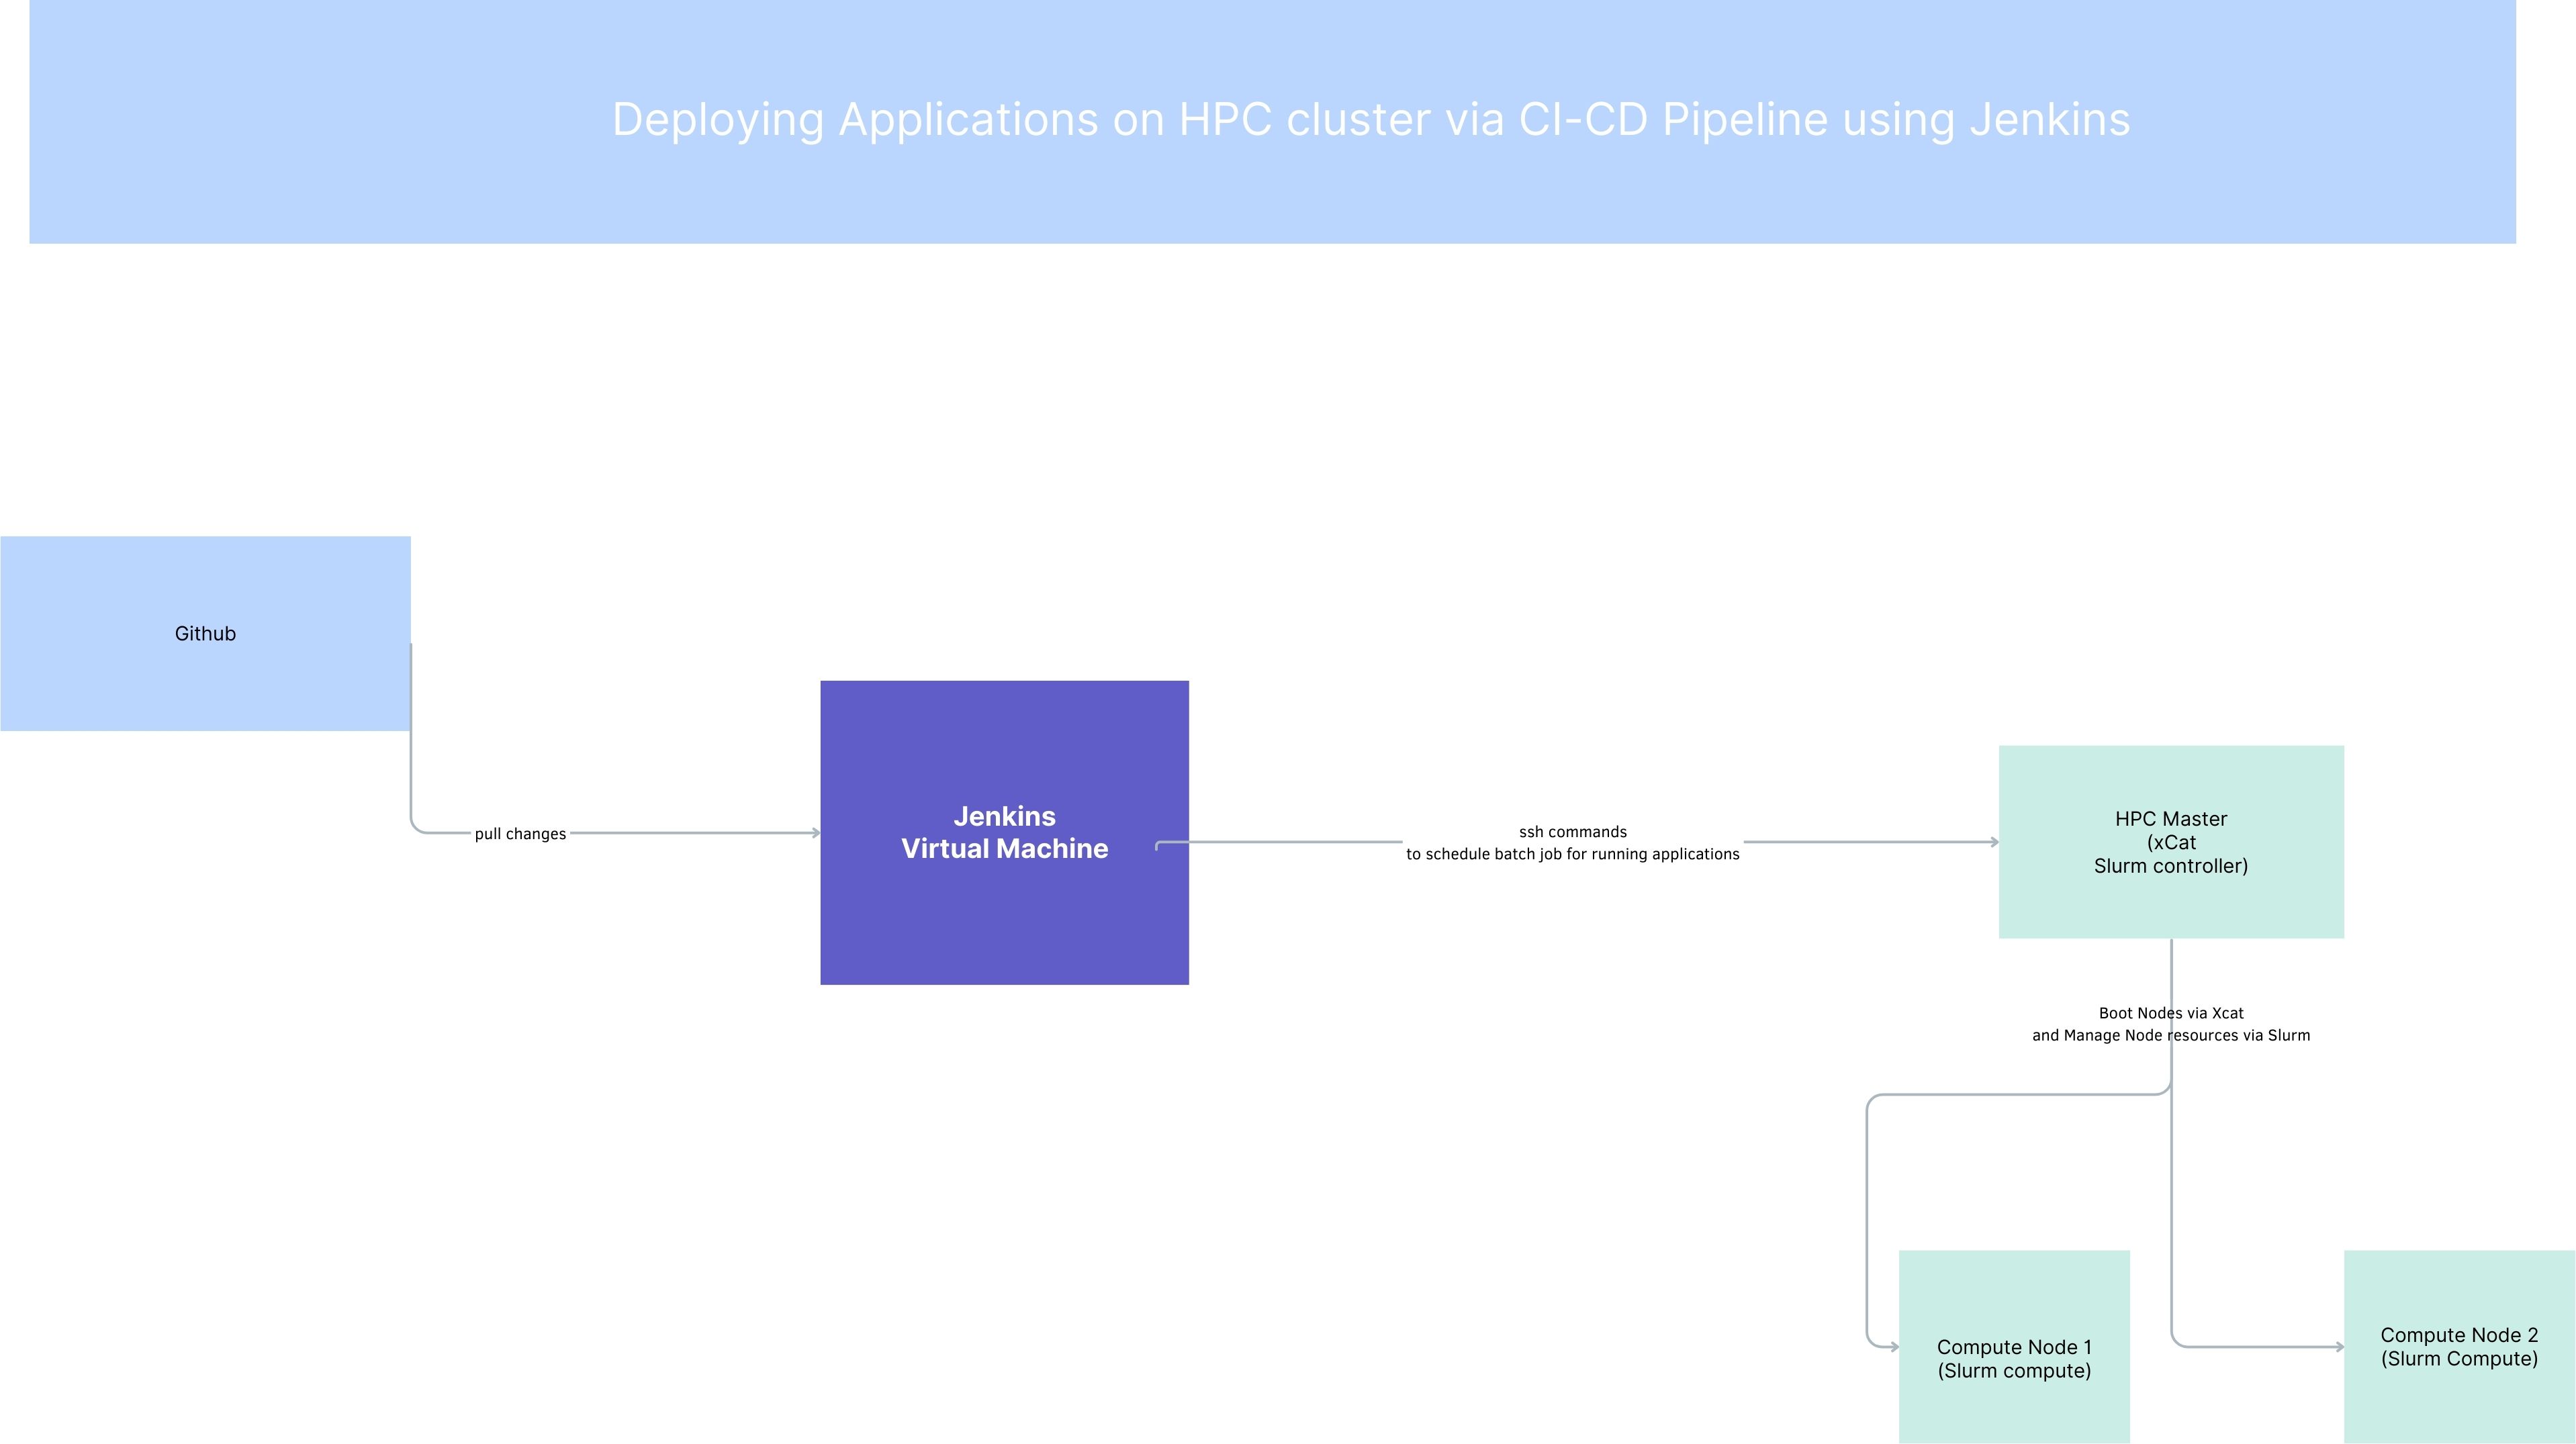 Deploying Applications on HPC cluster via CI-CD Pipeline using Jenkins
Github
pull changes
Jenkins
Virtual Machine
ssh commands
to schedule batch job for running applications
HPC Master
(xCat
Slurm controller)
Boot Nodes via Xcat
and Manage Node resources via Slurm
Compute Node 1
(Slurm compute)
Compute Node 2
(Slurm Compute)